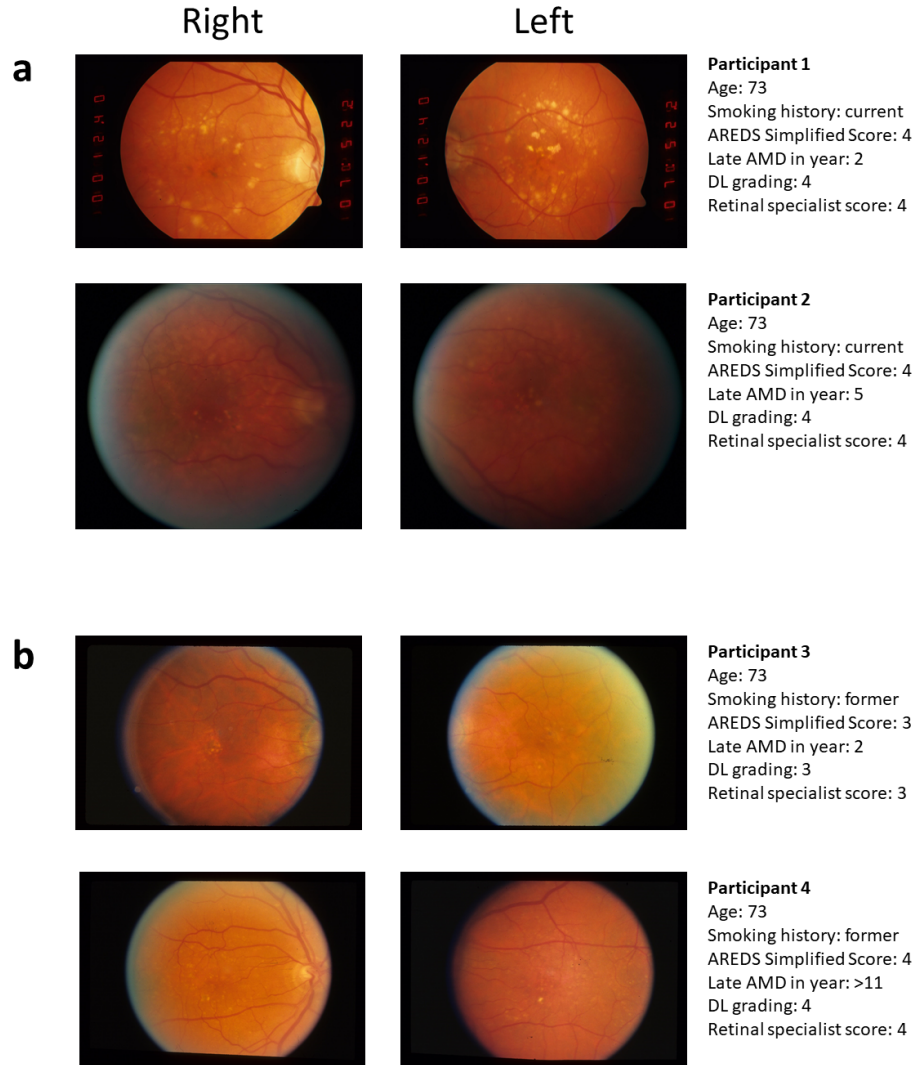 Right Left
a
Participant 1
Age: 73
Smoking history: current
AREDS Simplified Score: 4
Late AMD in year: 2
DL grading: 4
Retinal specialist score: 4
Participant 2
Age: 73
Smoking history: current
AREDS Simplified Score: 4
Late AMD in year: 5
DL grading: 4
Retinal specialist score: 4
b
Participant 3
Age: 73
Smoking history: former
AREDS Simplified Score: 3
Late AMD in year: 2
DL grading: 3
Retinal specialist score: 3
Participant 4
Age: 73
Smoking history: former
AREDS Simplified Score: 4
Late AMD in year: >11
DL grading: 4
Retinal specialist score: 4